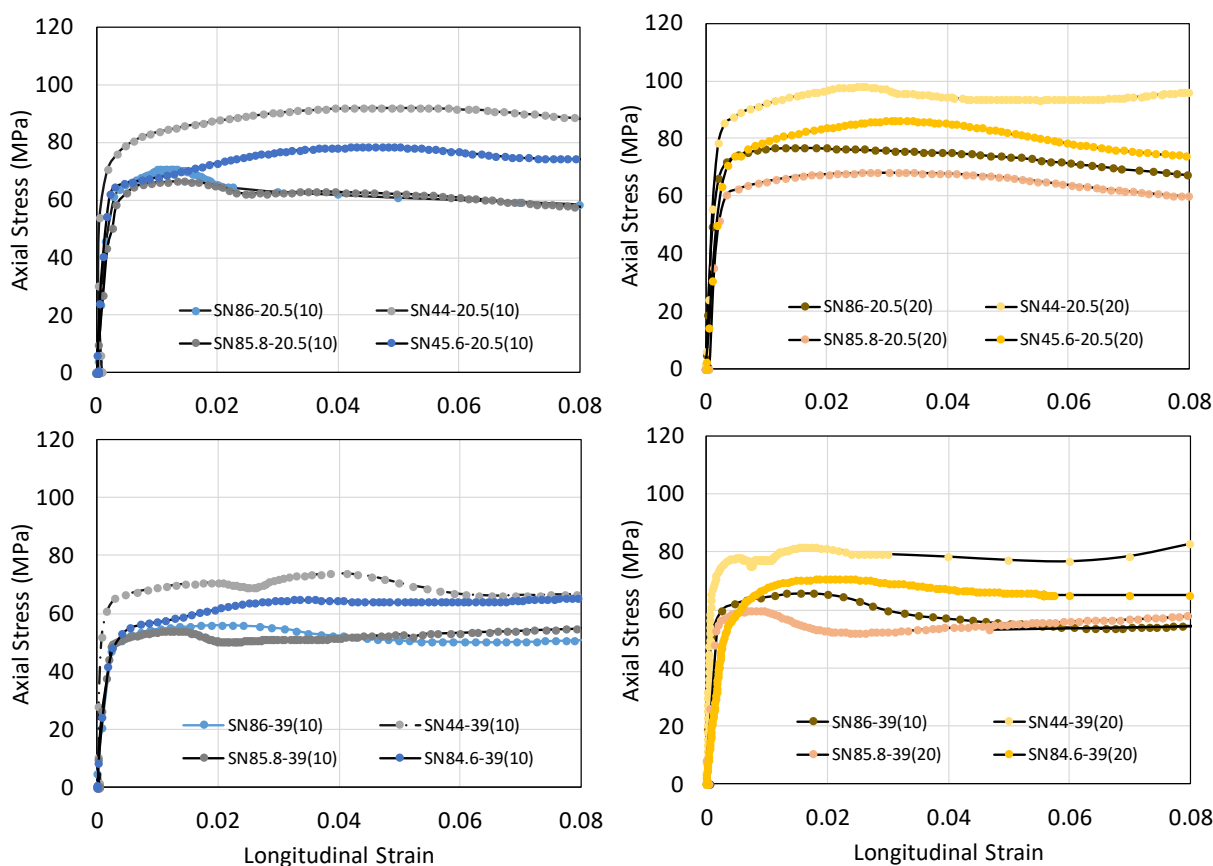 120
100
80
60
40
20
0
Axial Stress (MPa)
SN86-20.5(10)
SN44-20.5(10)
SN85.8-20.5(10)
SN45.6-20.5(10)
0
0.02
0.04
0.06
0.08
120
100
80
60
40
20
0
Axial Stress (MPa)
SN86-20.5(20)
SN44-20.5(20)
SN85.8-20.5(20)
SN45.6-20.5(20)
0
0.02
0.04
0.06
0.08
120
100
80
60
40
20
0
Axial Stress (MPa)
SN86-39(10)
SN44-39(10)
SN85.8-39(10)
SN84.6-39(10)
0
0.02
0.04
0.06
0.08
Longitudinal Strain
120
100
80
60
40
20
0
Axial Stress (MPa)
SN86-39(10)
SN44-39(20)
SN85.8-39(20)
SN84.6-39(20)
0
0.02
0.04
0.06
0.08
Longitudinal Strain